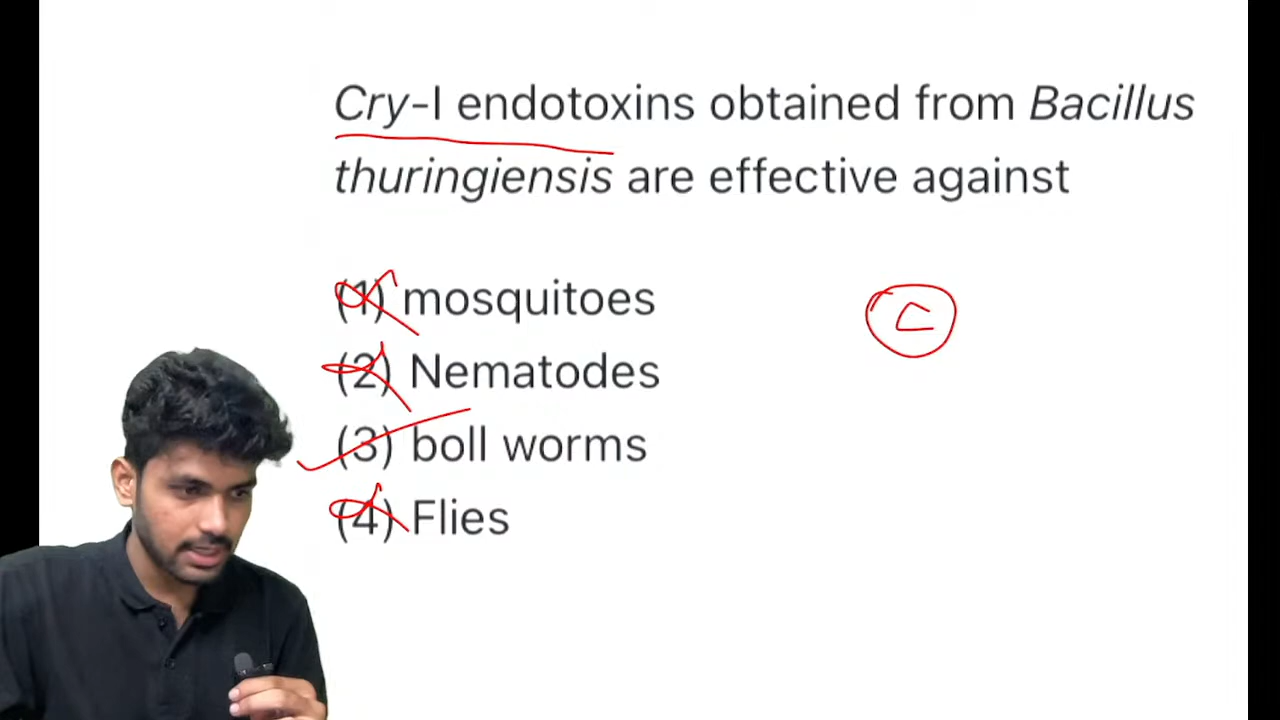 Cry-I endotoxins obtained from Bacillus
thuringiensis are effective against
(1) mosquitoes
C
(2) Nematodes
(3) boll worms
(4) Flies